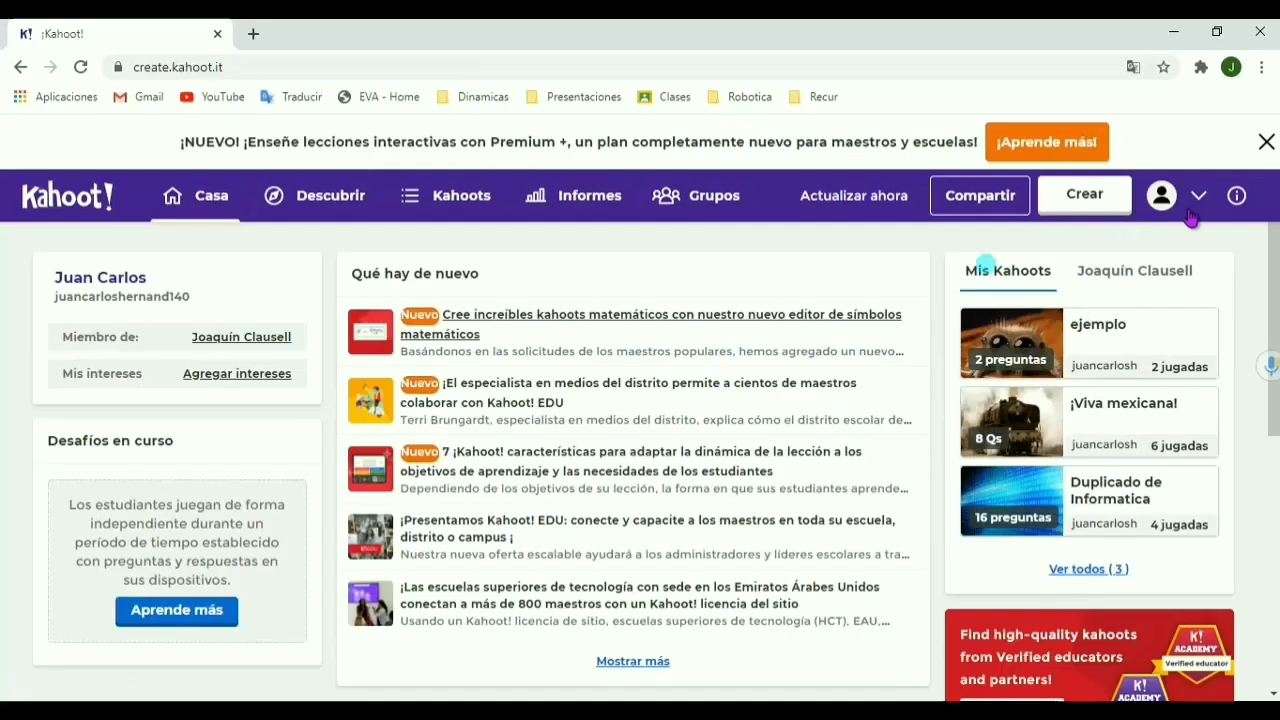 K! ¡Kahoot!
create.kahoot.it
J
Aplicaciones Gmail YouTube Traducir EVA - Home Dinamicas Presentaciones Clases Robotica Recur
¡NUEVO! ¡Enseñe lecciones interactivas con Premium +, un plan completamente nuevo para maestros y escuelas! ¡Aprende más!
Kahoot! Casa Descubrir Kahoots Informes Grupos Actualizar ahora Compartir Crear
Juan Carlos
juancarloshernand140
Miembro de: Joaquín Clausell
Mis intereses Agregar intereses
Desafíos en curso
Los estudiantes juegan de forma
independiente durante un
período de tiempo establecido
con preguntas y respuestas en
sus dispositivos.
Aprende más
Qué hay de nuevo
Nuevo Cree increíbles kahoots matemáticos con nuestro nuevo editor de símbolos
matemáticos
Basándonos en las solicitudes de los maestros populares, hemos agregado un nuevo...
Nuevo ¡El especialista en medios del distrito permite a cientos de maestros
colaborar con Kahoot! EDU
Terri Brungardt, especialista en medios del distrito, explica cómo el distrito escolar de...
Nuevo 7 ¡Kahoot! características para adaptar la dinámica de la lección a los
objetivos de aprendizaje y las necesidades de los estudiantes
Dependiendo de los objetivos de su lección, la forma en que sus estudiantes aprende...
¡Presentamos Kahoot! EDU: conecte y capacite a los maestros en toda su escuela,
distrito o campus ¡
Nuestra nueva oferta escalable ayudará a los administradores y líderes escolares a tra...
¡Las escuelas superiores de tecnología con sede en los Emiratos Árabes Unidos
conectan a más de 800 maestros con un Kahoot! licencia del sitio
Usando un Kahoot! licencia de sitio, escuelas superiores de tecnología (HCT), EAU,...
Mostrar más
Mis Kahoots Joaquín Clausell
ejemplo
2 preguntas
juancarlosh 2 jugadas
¡Viva mexicana!
8 Qs
juancarlosh 6 jugadas
Duplicado de
Informatica
16 preguntas
juancarlosh 4 jugadas
Ver todos ( 3 )
Find high-quality kahoots
from Verified educators
and partners!
K!
ACADEMY
Verified educator
K!
ACADEMY